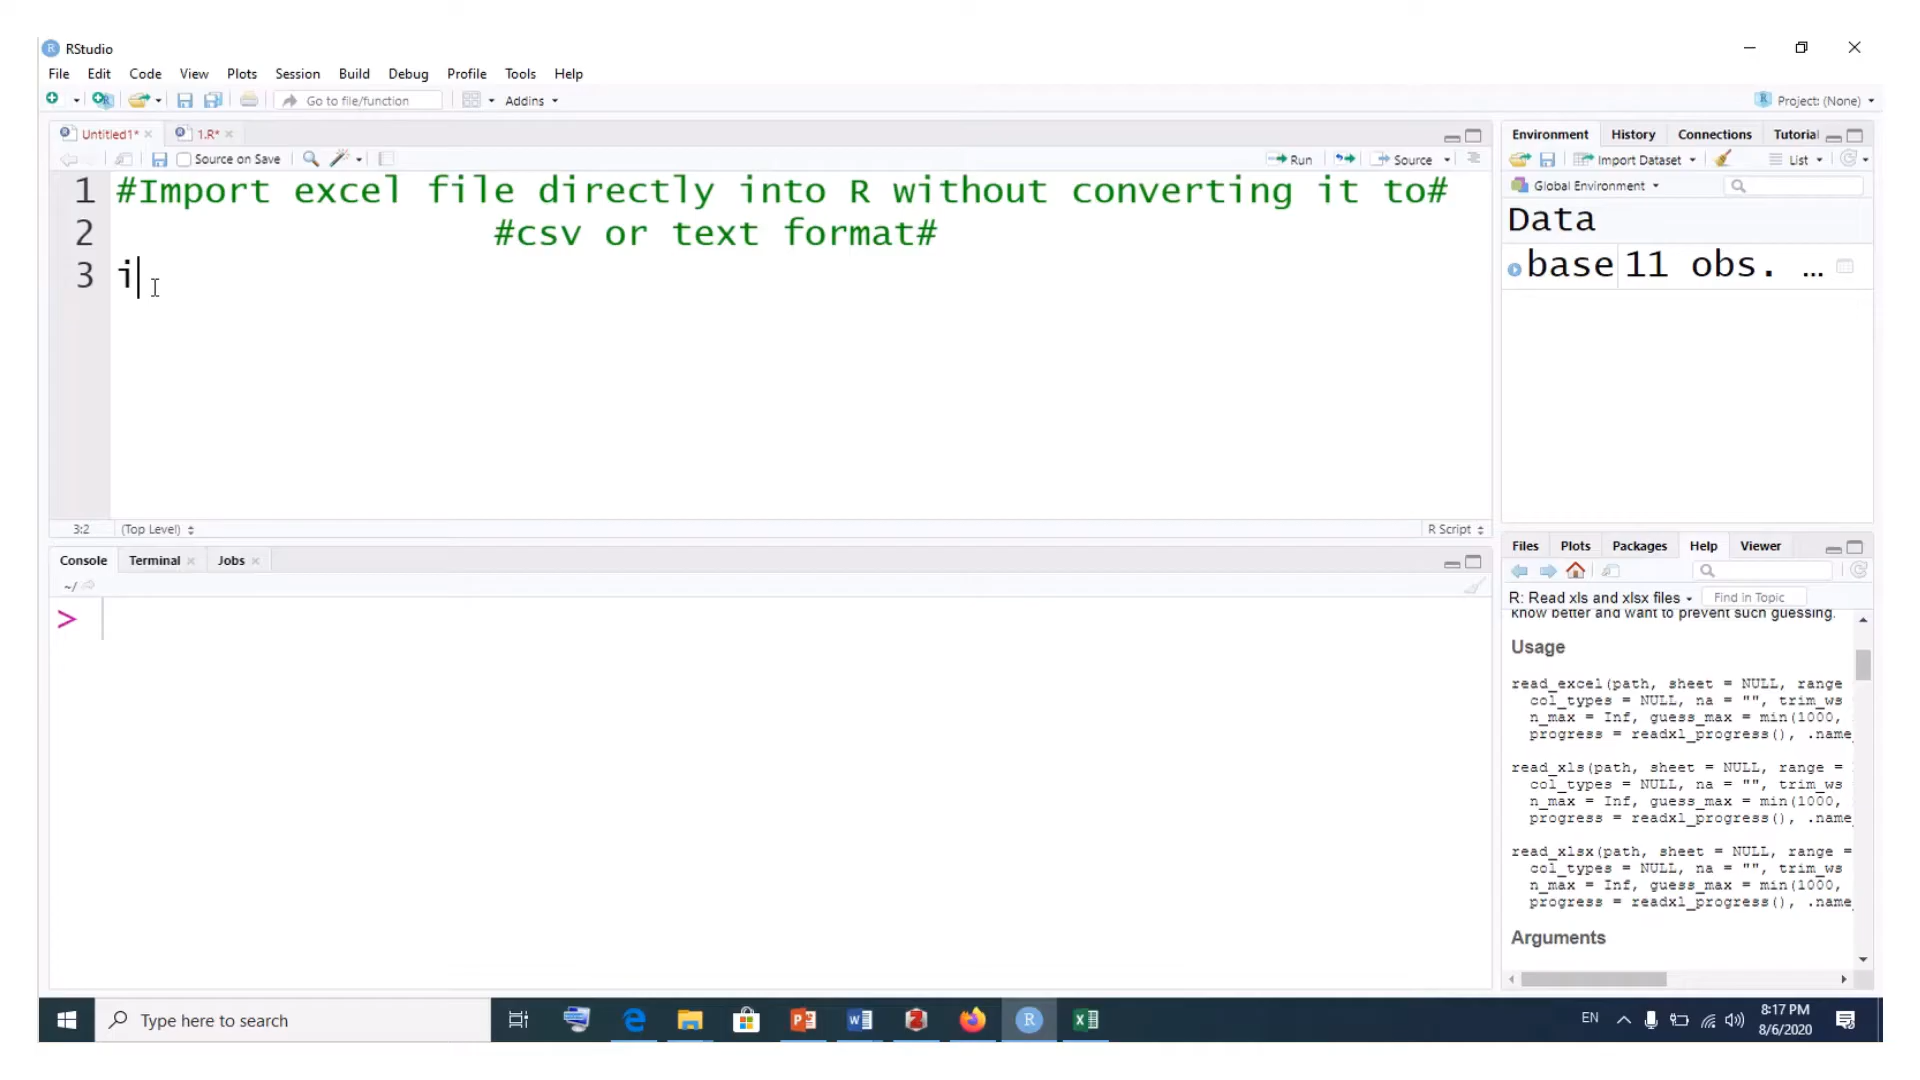 RStudio
File Edit Code View Plots Session Build Debug Profile Tools Help
Go to file/function Addins Project: (None)
Untitled1* 1.R*
Source on Save Run Source
1 #Import excel file directly into R without converting it to#
2 #csv or text format#
3 i
3:2 (Top Level) R Script
Console Terminal Jobs
~/
>
Environment History Connections Tutorial
Import Dataset List
Global Environment
Data
base 11 obs. …
Files Plots Packages Help Viewer
R: Read xls and xlsx files Find in Topic
know better and want to prevent such guessing.
Usage
read_excel(path, sheet = NULL, range
col_types = NULL, na = "", trim_ws
n_max = Inf, guess_max = min(1000,
progress = readxl_progress(), .name_
read_xls(path, sheet = NULL, range =
col_types = NULL, na = "", trim_ws
n_max = Inf, guess_max = min(1000,
progress = readxl_progress(), .name_
read_xlsx(path, sheet = NULL, range =
col_types = NULL, na = "", trim_ws
n_max = Inf, guess_max = min(1000,
progress = readxl_progress(), .name_
Arguments
Type here to search
EN
8:17 PM
8/6/2020